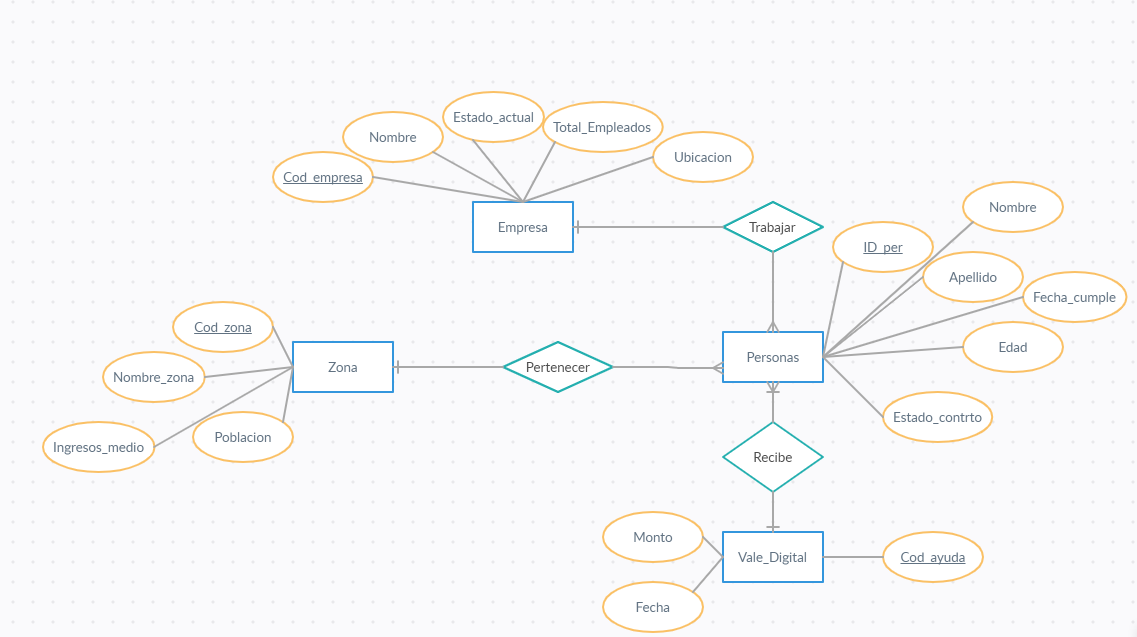 Estado_actual
Total_Empleados
Nombre
Ubicacion
Cod_empresa
Nombre
Empresa
Trabajar
ID_per
Apellido
Fecha_cumple
Cod_zona
Edad
Personas
Zona
Pertenecer
Nombre_zona
Estado_contrto
Poblacion
Ingresos_medio
Recibe
Monto
Vale_Digital
Cod_ayuda
Fecha